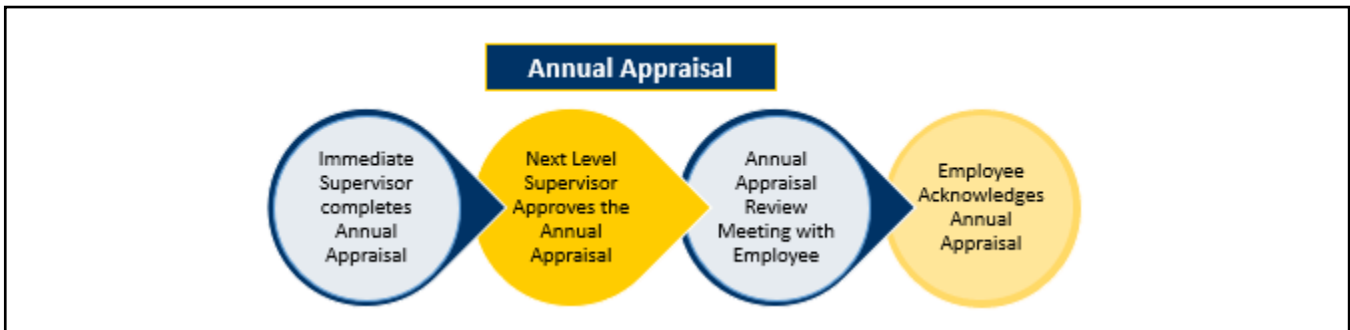 Annual Appraisal
Immediate
Supervisor
completes
Annual
Appraisal
Next Level
Supervisor
Approves the
Annual
Appraisal
Annual
Appraisal
Review
Meeting with
Employee
Employee
Acknowledges
Annual
Appraisal